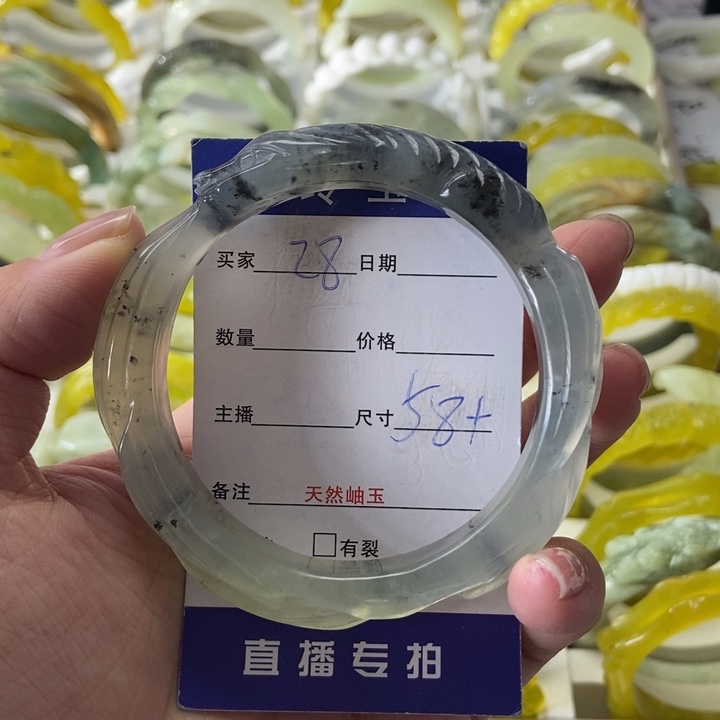 买家 28 日期
数量 价格
主播 尺寸 58+
备注 天然岫玉
有裂
直播专拍